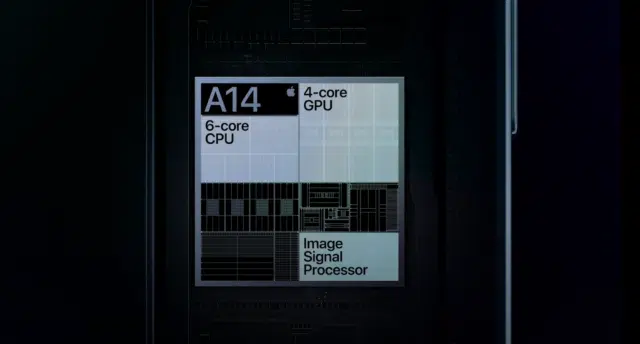 A14
4-core
GPU
6-core
CPU
Image
Signal
Processor